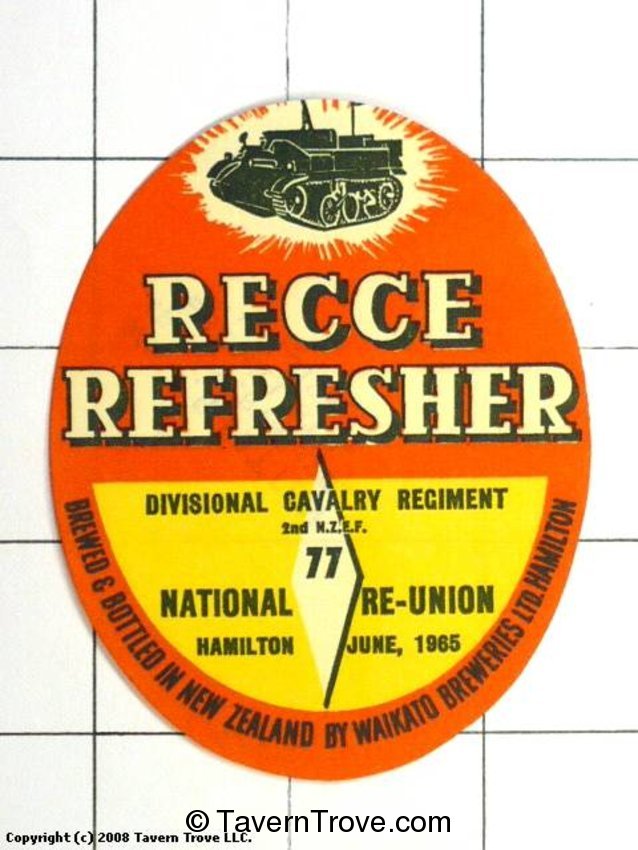 RECCE
REFRESHER
DIVISIONAL CAVALRY REGIMENT
2nd N.Z.E.F.
77
NATIONAL RE-UNION
HAMILTON JUNE, 1965
BREWED & BOTTLED IN NEW ZEALAND BY WAIKATO BREWERIES LTD. HAMILTON
© TavernTrove.com
Copyright (c) 2008 Tavern Trove LLC.